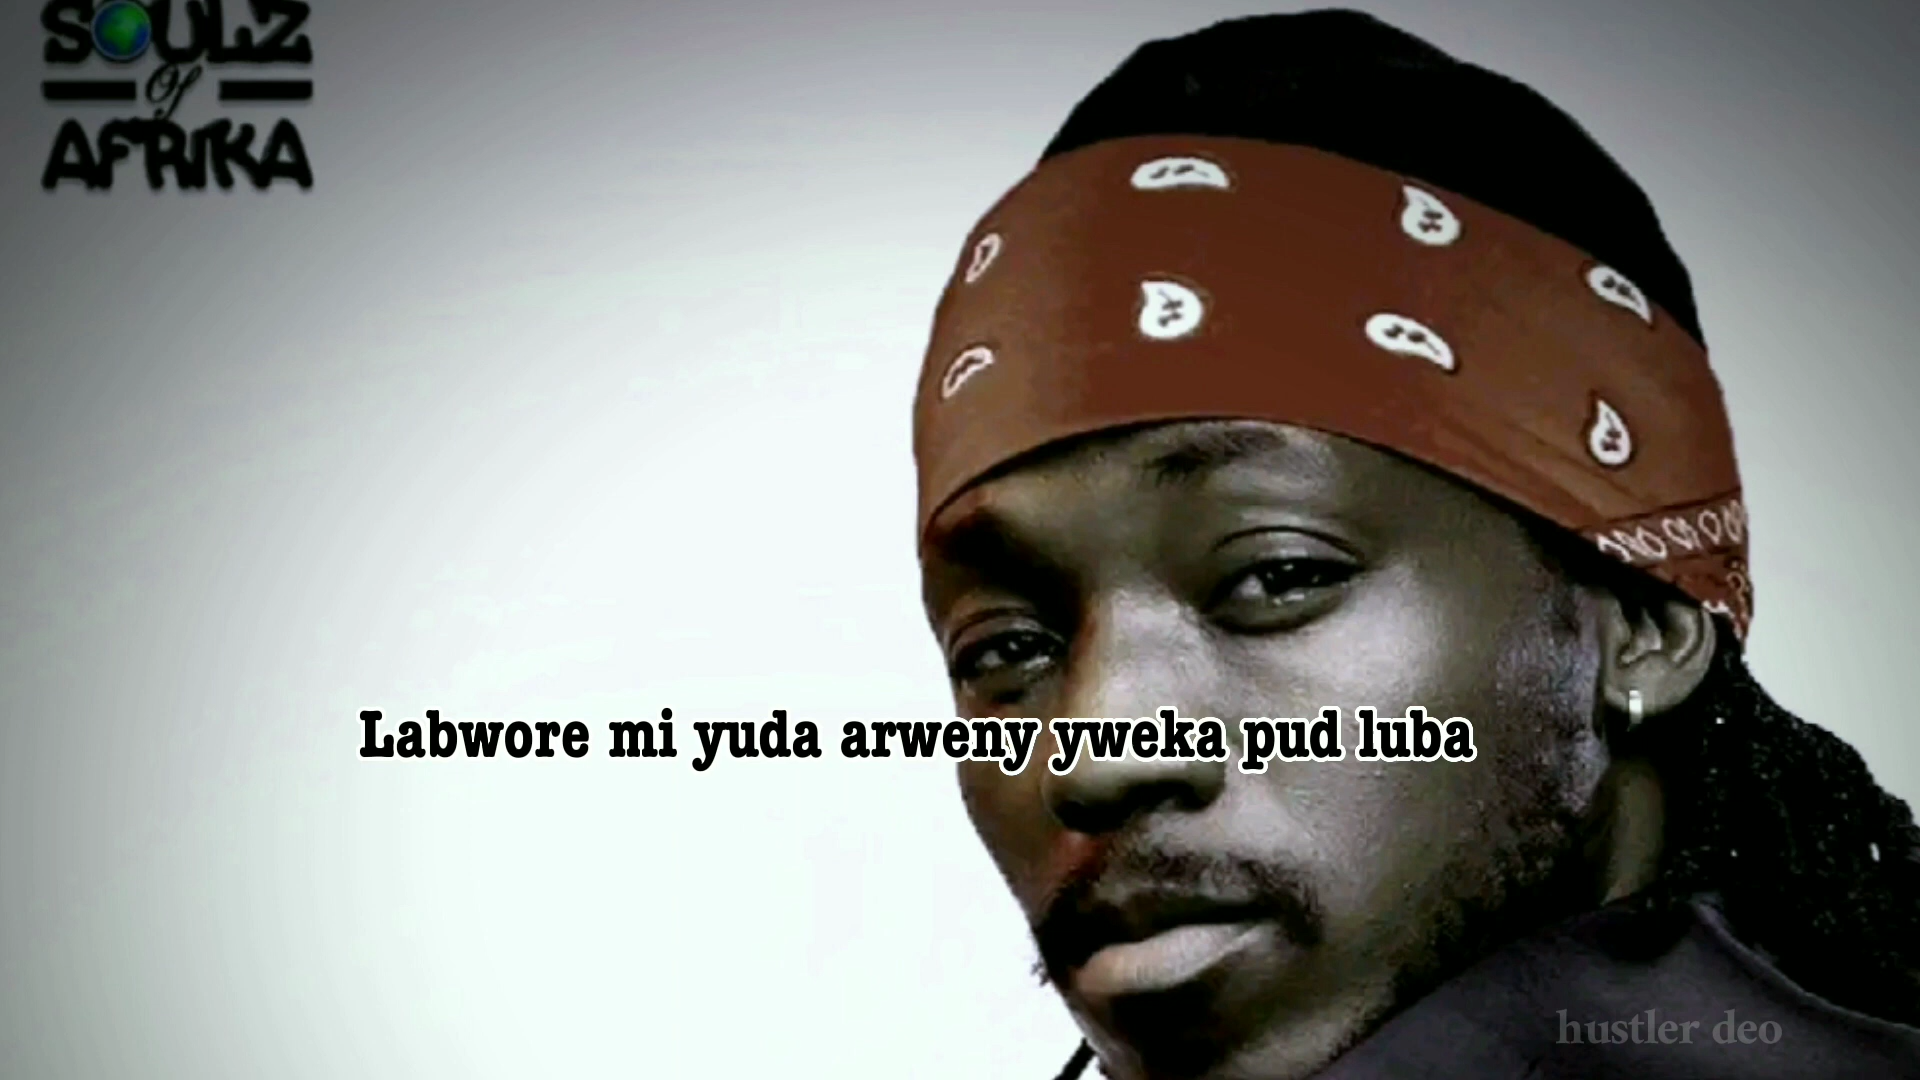 SOULZ
Of
AFRIKA
Labwore mi yuda arweny yweka pud luba
hustler deo